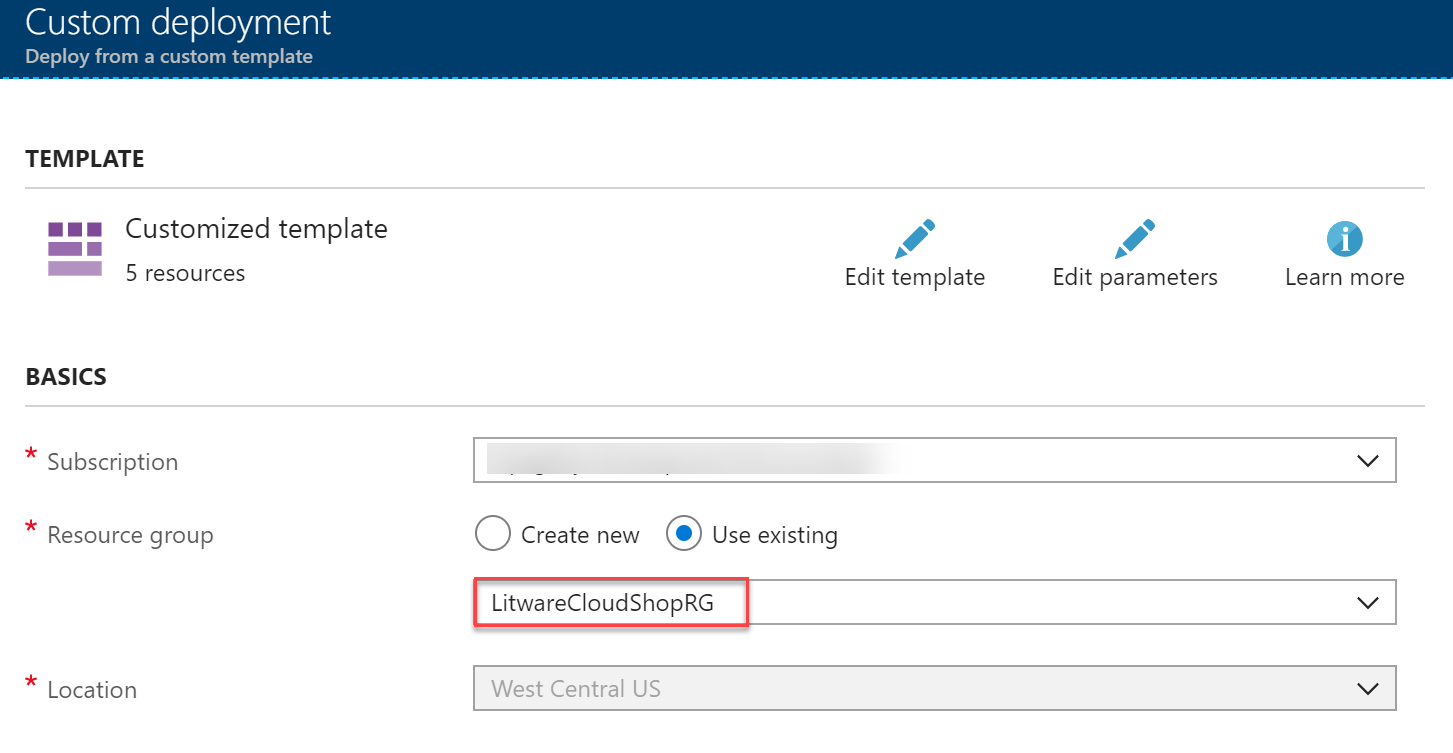 Custom deployment
Deploy from a custom template
TEMPLATE
Customized template
5 resources
Edit template
Edit parameters
Learn more
BASICS
* Subscription
* Resource group
Create new
Use existing
LitwareCloudShopRG
* Location
West Central US